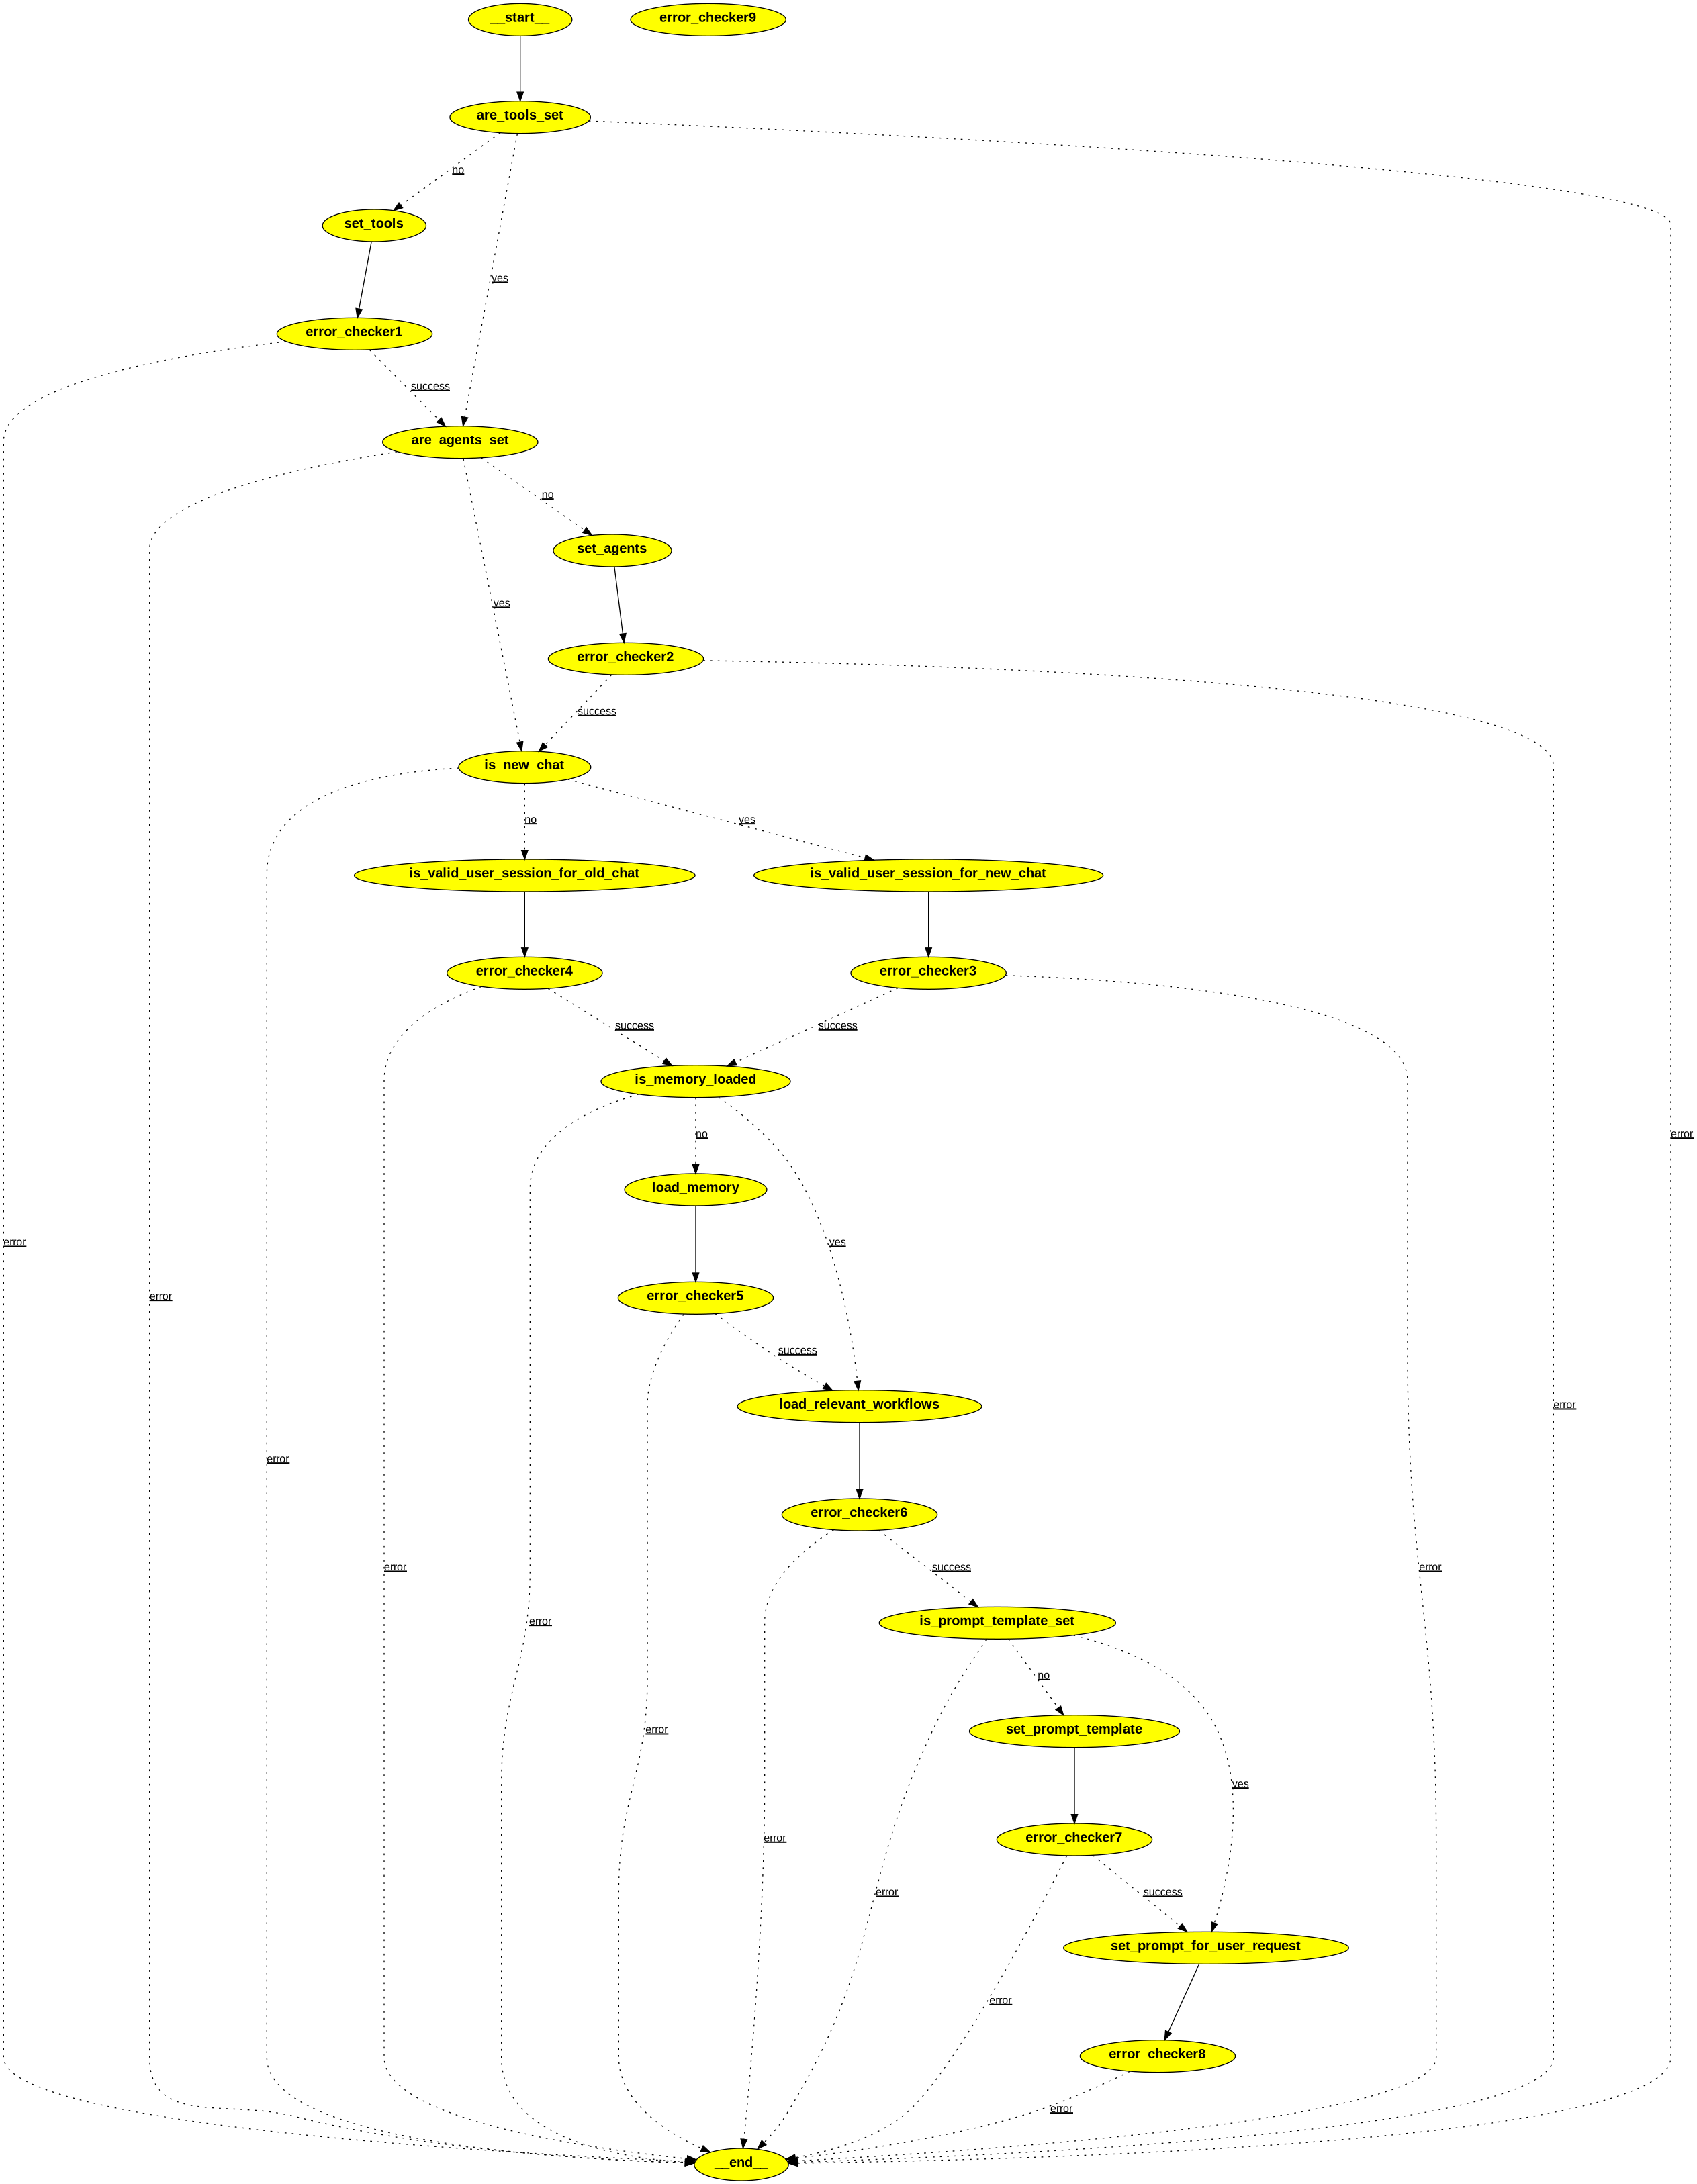 __start__
error_checker9
are_tools_set
no
set_tools
yes
error_checker1
success
are_agents_set
no
set_agents
yes
error_checker2
success
is_new_chat
no
yes
is_valid_user_session_for_old_chat
is_valid_user_session_for_new_chat
error_checker4
error_checker3
success
success
is_memory_loaded
no
error
load_memory
yes
error
error_checker5
error
success
load_relevant_workflows
error
error
error_checker6
error
success
error
is_prompt_template_set
error
no
error
set_prompt_template
yes
error
error_checker7
error
success
set_prompt_for_user_request
error
error_checker8
error
__end__